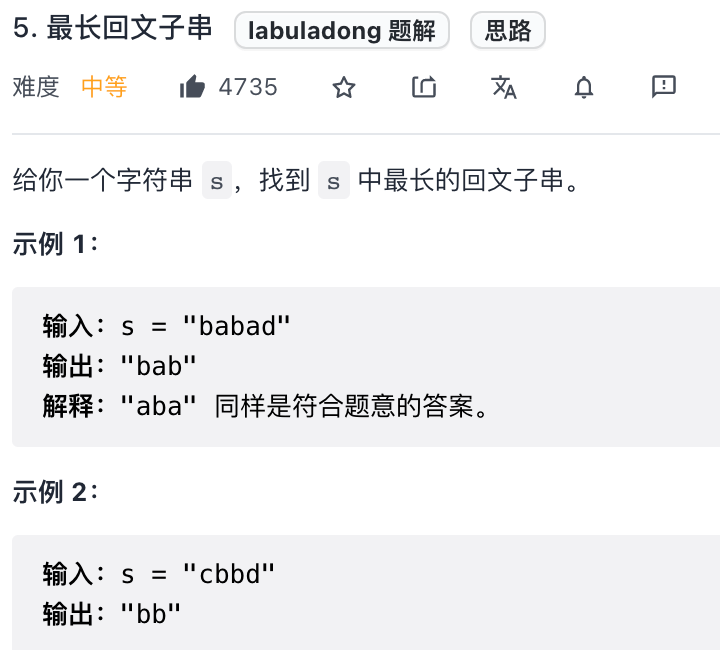 5. 最长回文子串 labuladong 题解 思路
难度 中等 4735
给你一个字符串 s，找到 s 中最长的回文子串。
示例 1：
输入：s = "babad"
输出："bab"
解释："aba" 同样是符合题意的答案。
示例 2：
输入：s = "cbbd"
输出："bb"